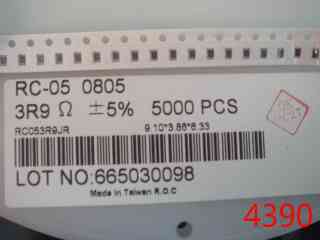 RC-05 0805
3R9 Ω ±5% 5000 PCS
RC053R9JR 9.10*3.88*8.33
LOT NO:665030098
Made in Taiwan R.O.C
4390